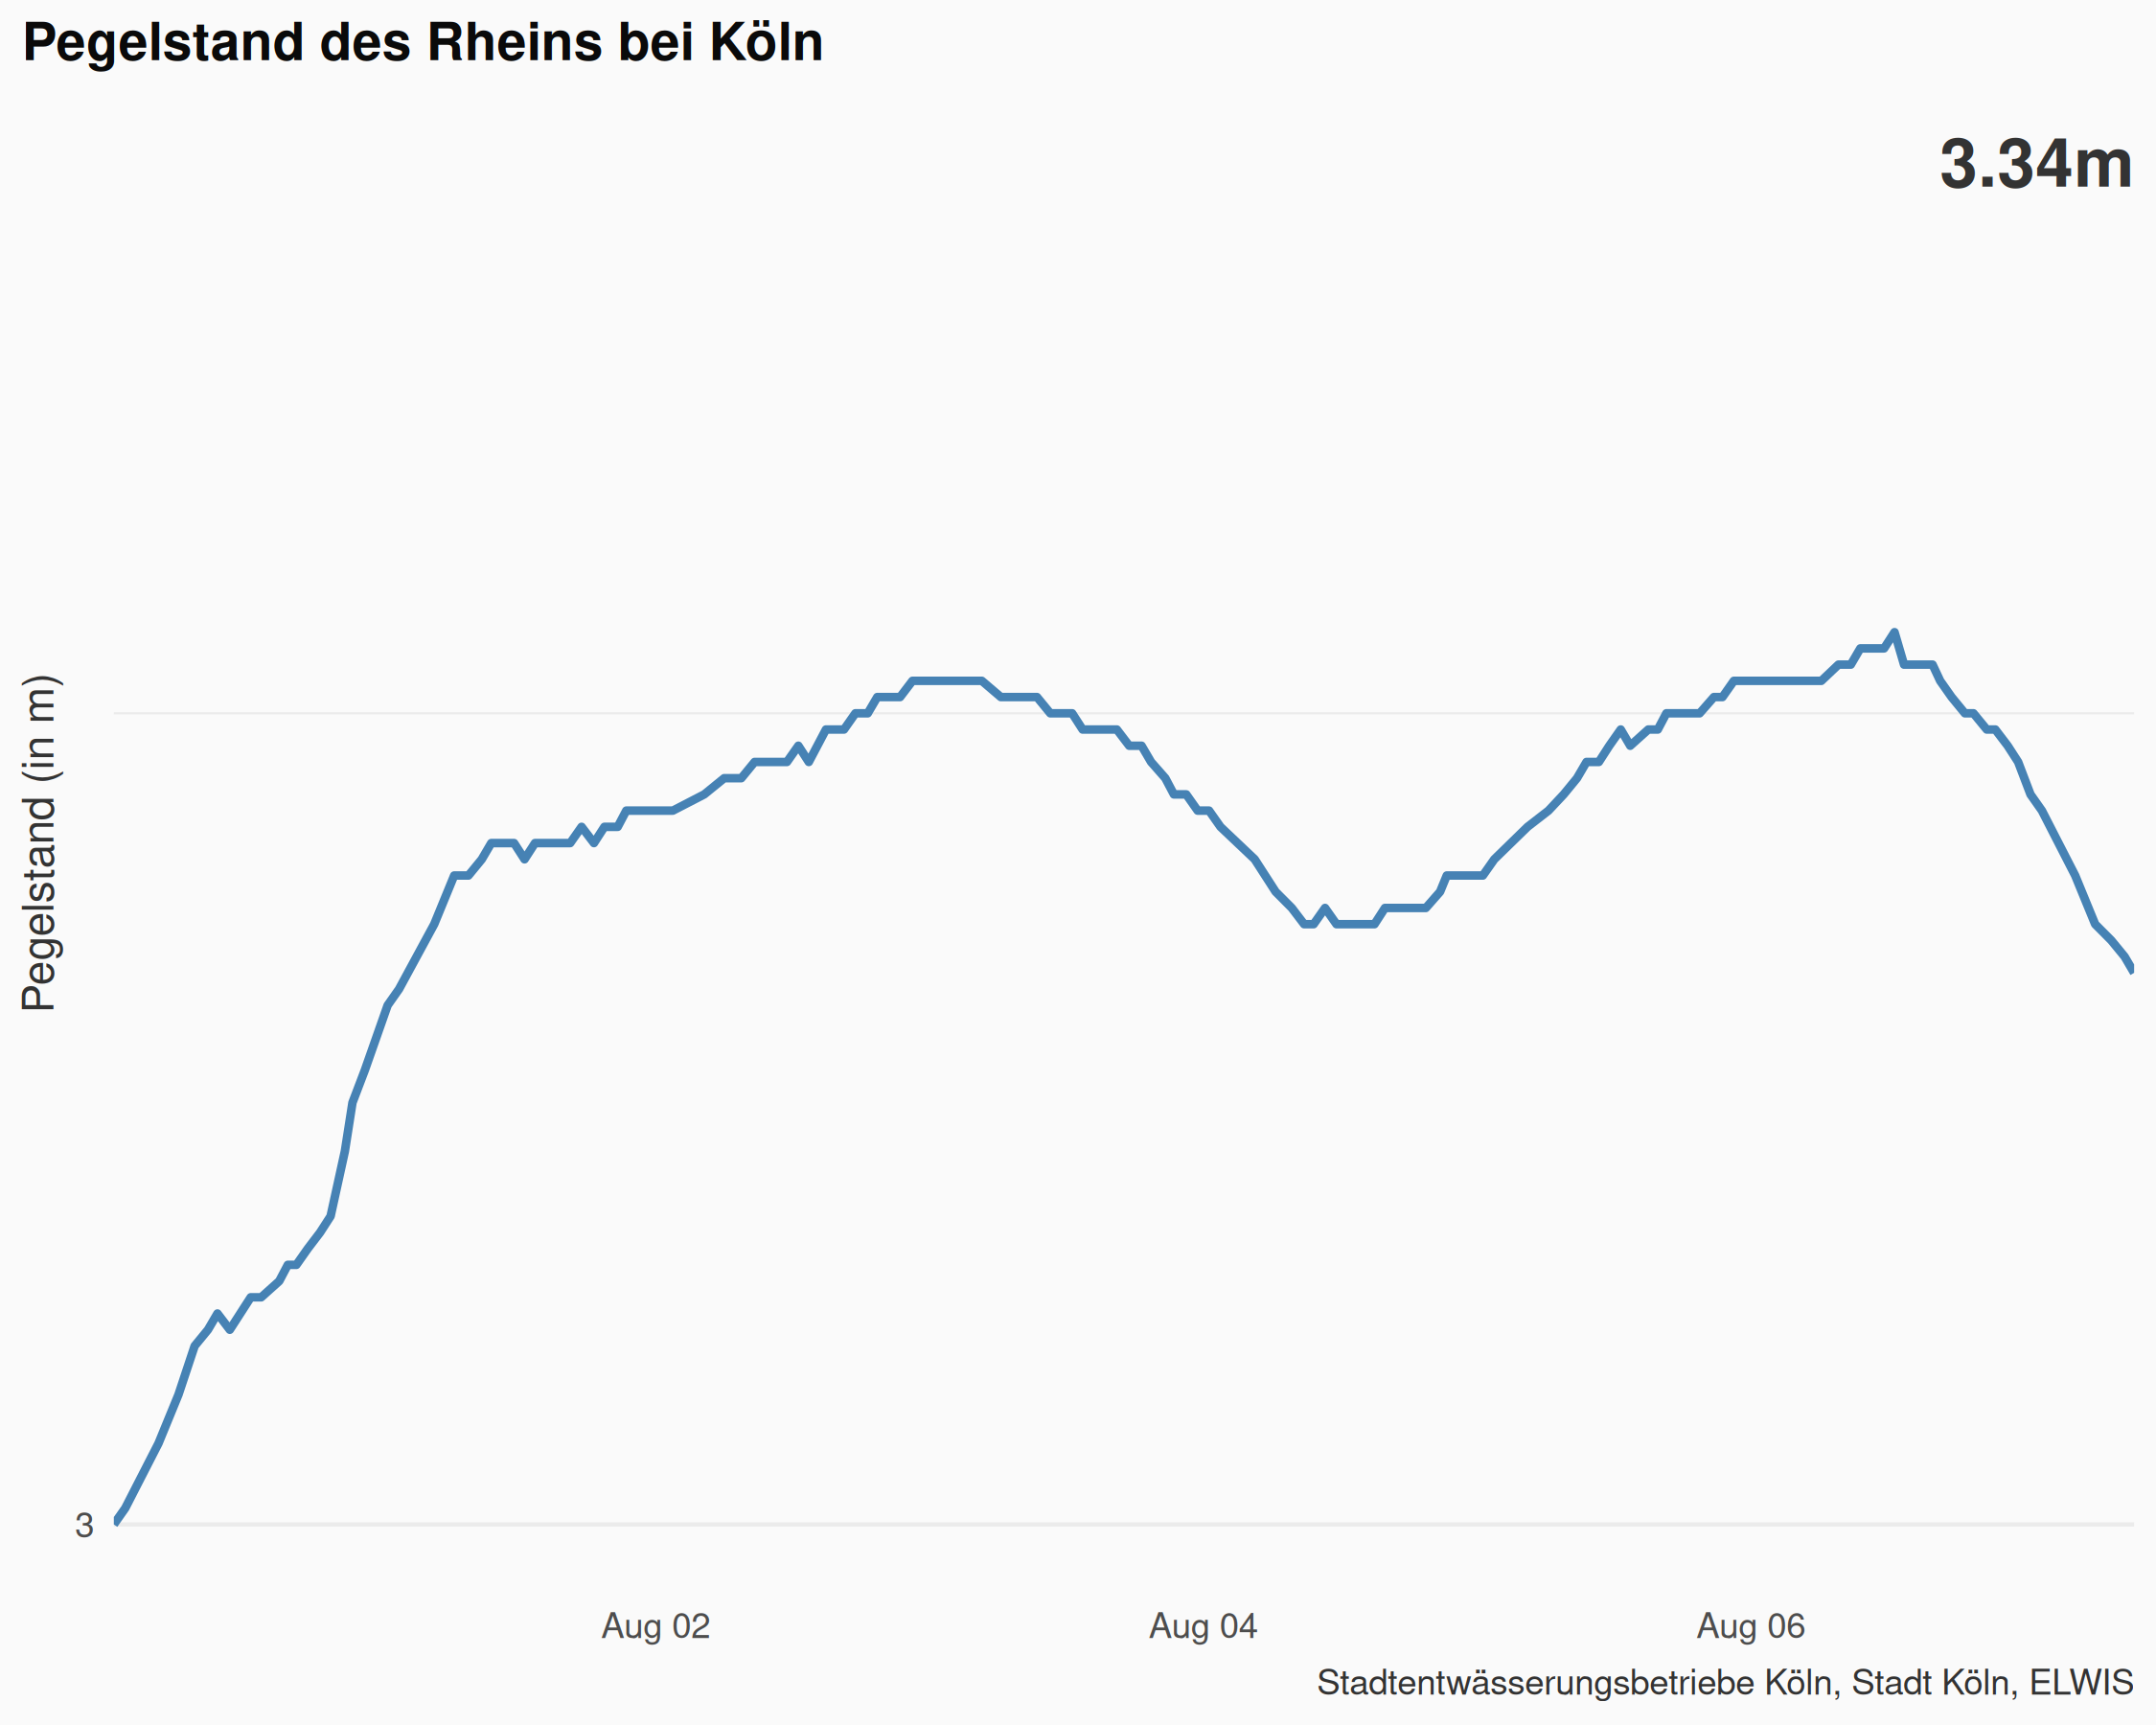 Pegelstand des Rheins bei Köln
3.34m
Pegelstand (in m)
3
Aug 02
Aug 04
Aug 06
Stadtentwässerungsbetriebe Köln, Stadt Köln, ELWIS